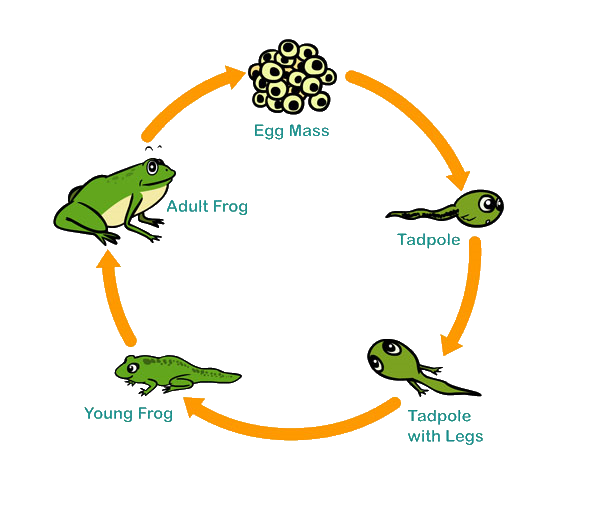 Egg Mass
Tadpole
Tadpole
with Legs
Young Frog
Adult Frog